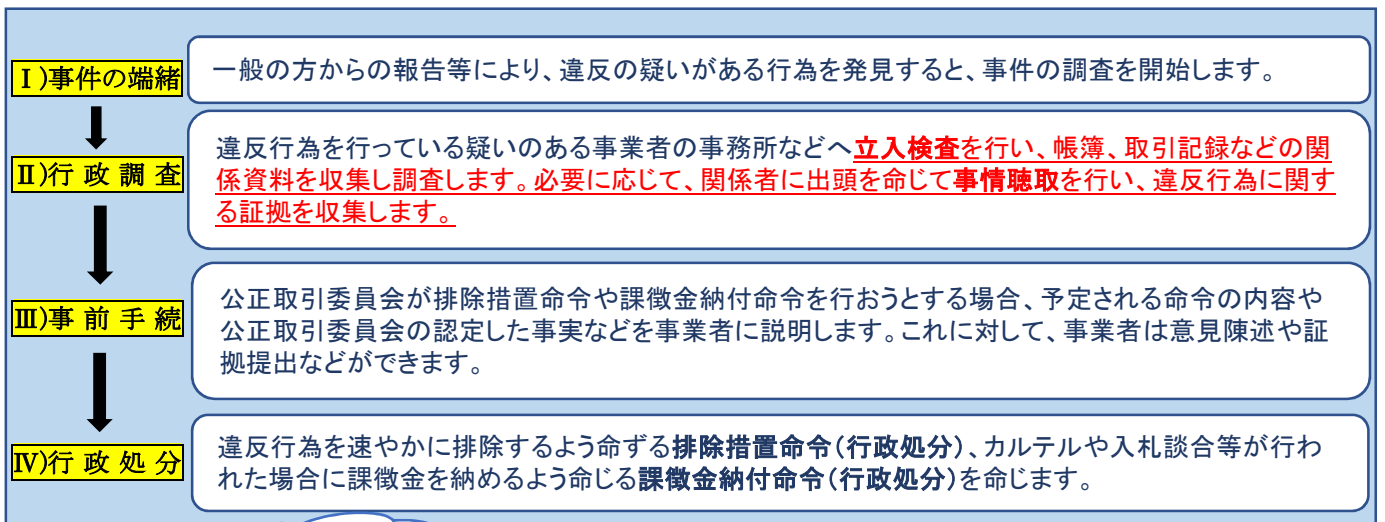 Ⅰ)事件の端緒
一般の方からの報告等により、違反の疑いがある行為を発見すると、事件の調査を開始します。
Ⅱ)行 政 調 査
違反行為を行っている疑いのある事業者の事務所などへ立入検査を行い、帳簿、取引記録などの関
係資料を収集し調査します。必要に応じて、関係者に出頭を命じて事情聴取を行い、違反行為に関す
る証拠を収集します。
Ⅲ)事 前 手 続
公正取引委員会が排除措置命令や課徴金納付命令を行おうとする場合、予定される命令の内容や
公正取引委員会の認定した事実などを事業者に説明します。これに対して、事業者は意見陳述や証
拠提出などができます。
Ⅳ)行 政 処 分
違反行為を速やかに排除するよう命ずる排除措置命令(行政処分)、カルテルや入札談合等が行わ
れた場合に課徴金を納めるよう命じる課徴金納付命令(行政処分)を命じます。